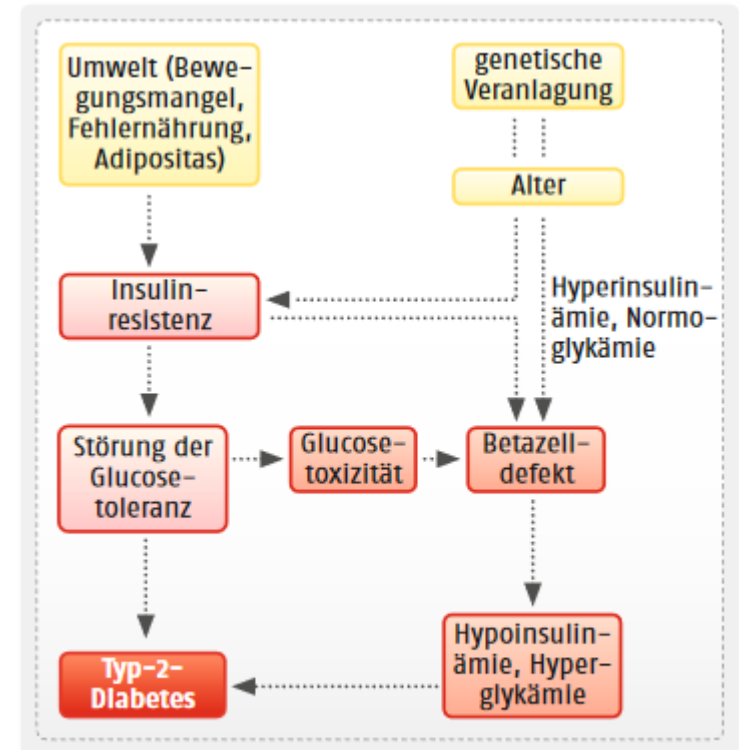 Umwelt (Bewe-
gungsmangel,
Fehlernährung,
Adipositas)
genetische
Veranlagung
Alter
Insulin-
resistenz
Hyperinsulin-
ämie, Normo-
glykämie
Störung der
Glucose-
toleranz
Glucose-
toxizität
Betazell-
defekt
Hypoinsulin-
ämie, Hyper-
glykämie
Typ-2-
Diabetes